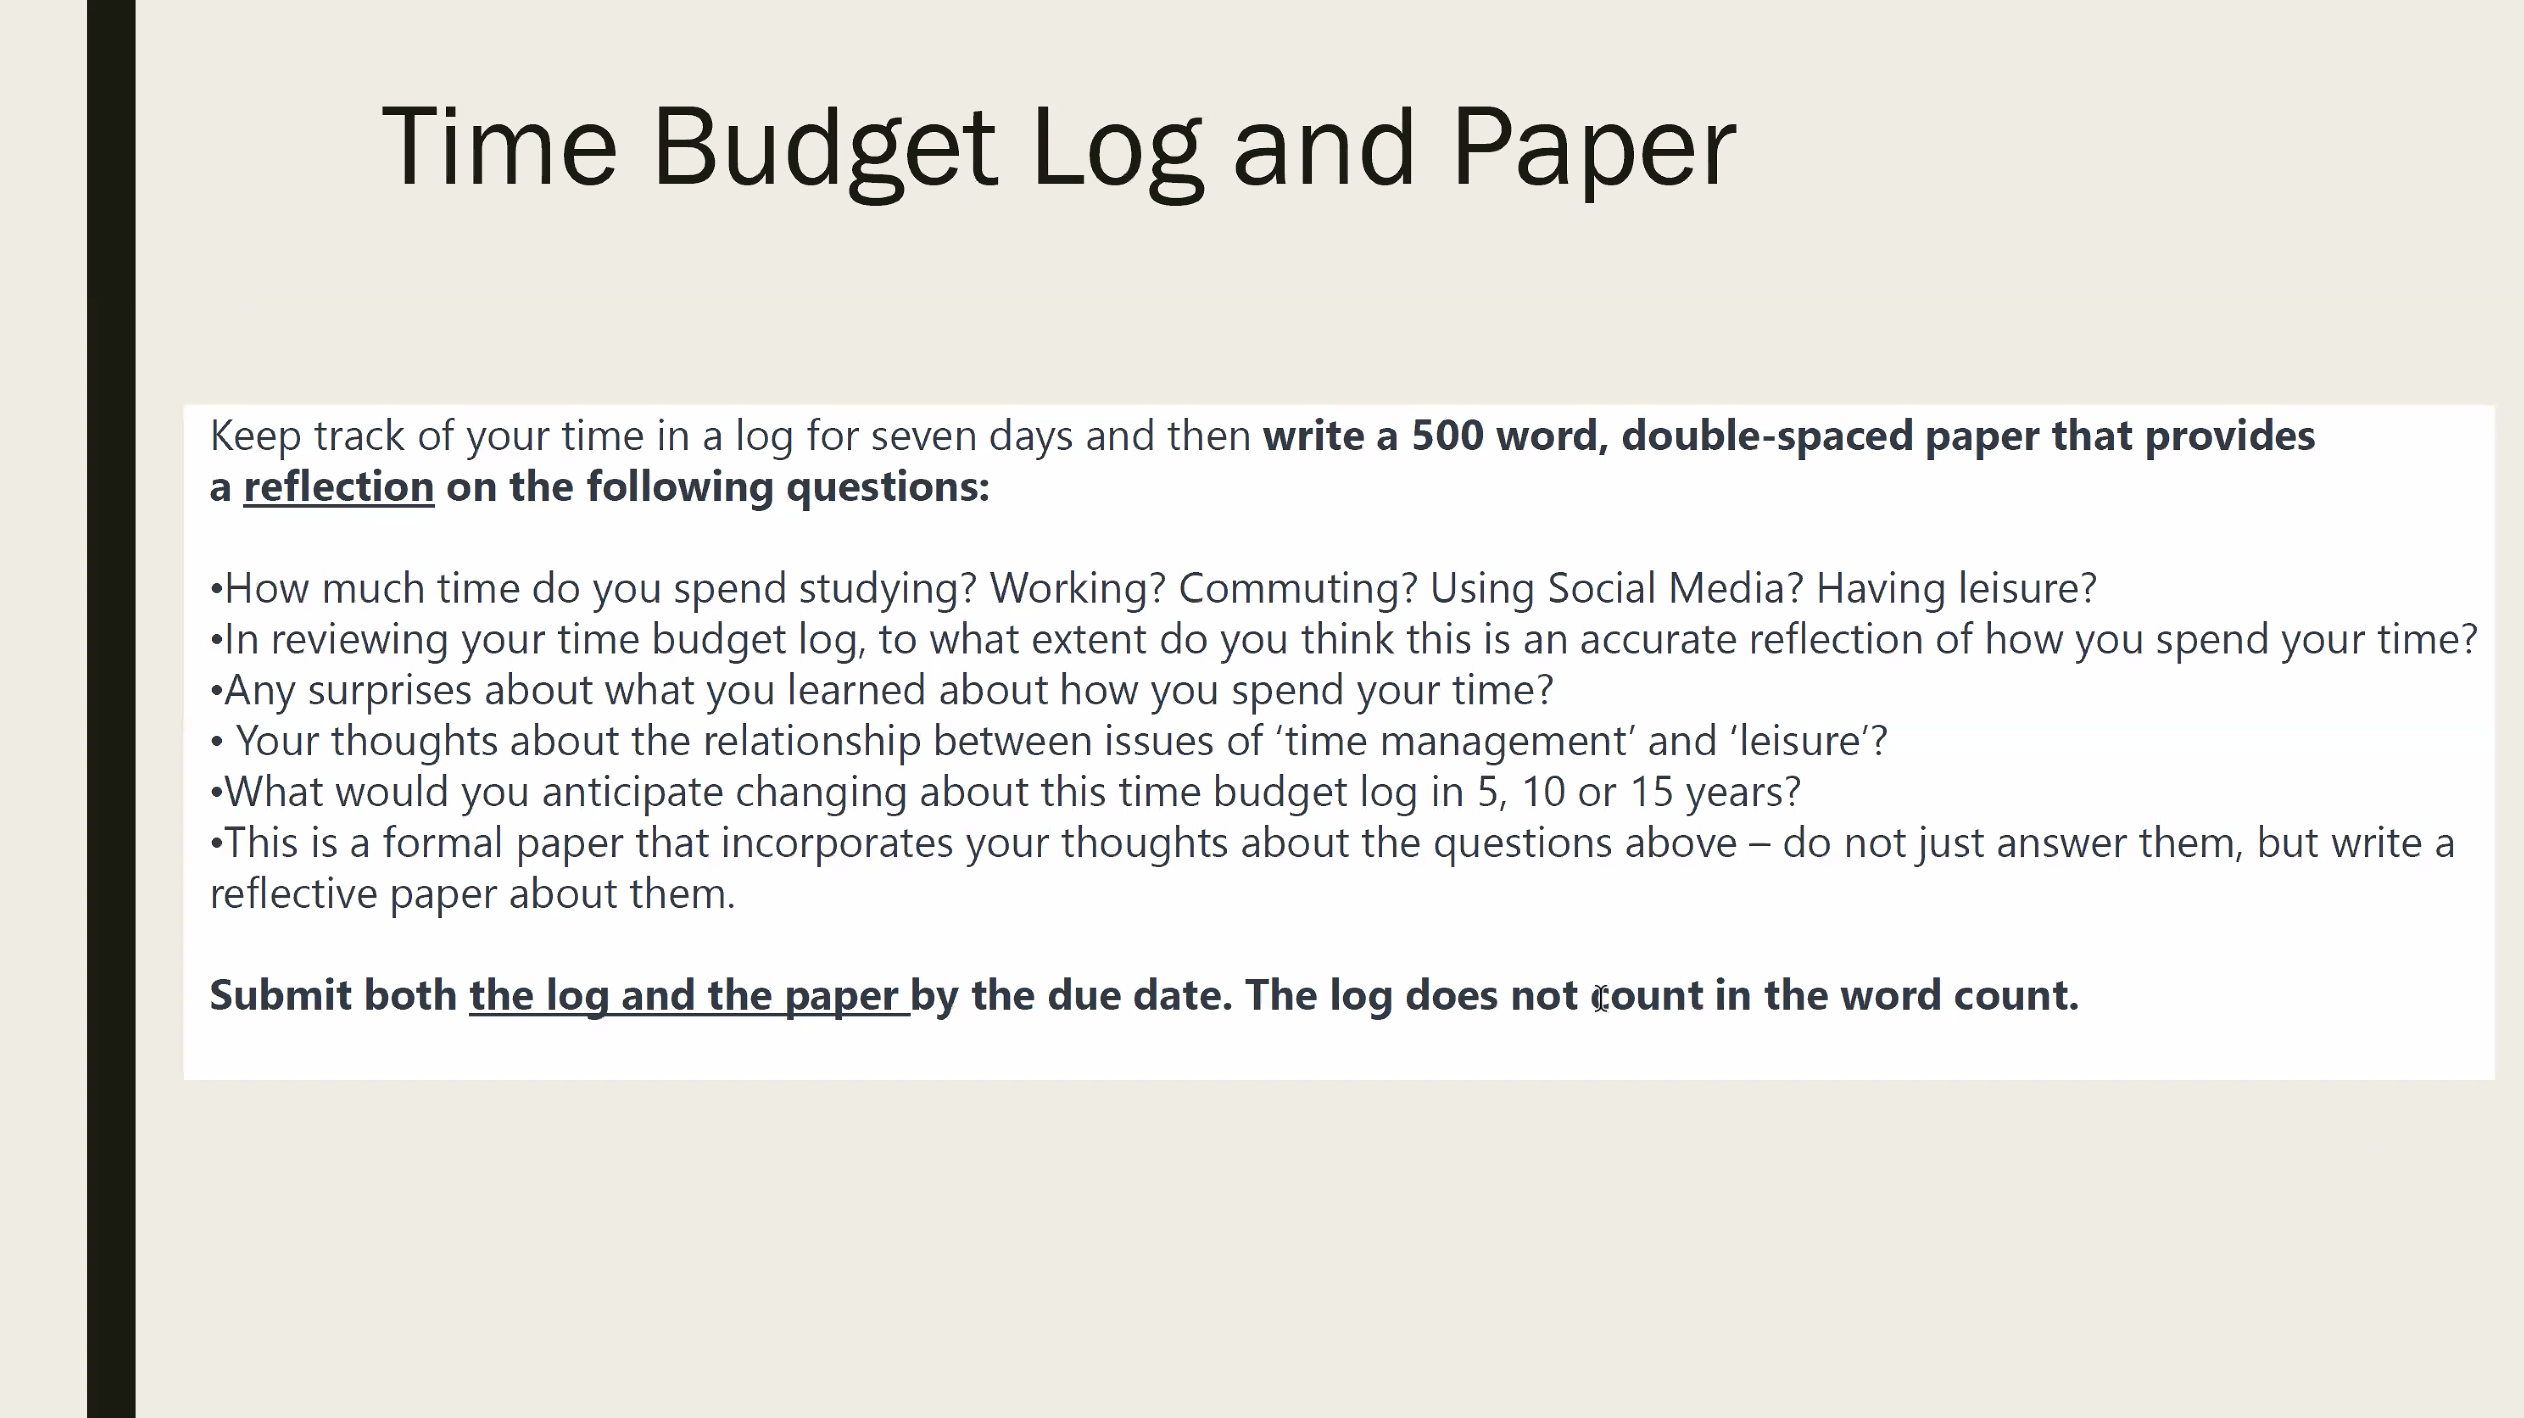 Time Budget Log and Paper
Keep track of your time in a log for seven days and then write a 500 word, double-spaced paper that provides
a reflection on the following questions:
•How much time do you spend studying? Working? Commuting? Using Social Media? Having leisure?
•In reviewing your time budget log, to what extent do you think this is an accurate reflection of how you spend your time?
•Any surprises about what you learned about how you spend your time?
• Your thoughts about the relationship between issues of ‘time management’ and ‘leisure’?
•What would you anticipate changing about this time budget log in 5, 10 or 15 years?
•This is a formal paper that incorporates your thoughts about the questions above – do not just answer them, but write a
reflective paper about them.
Submit both the log and the paper by the due date. The log does not count in the word count.